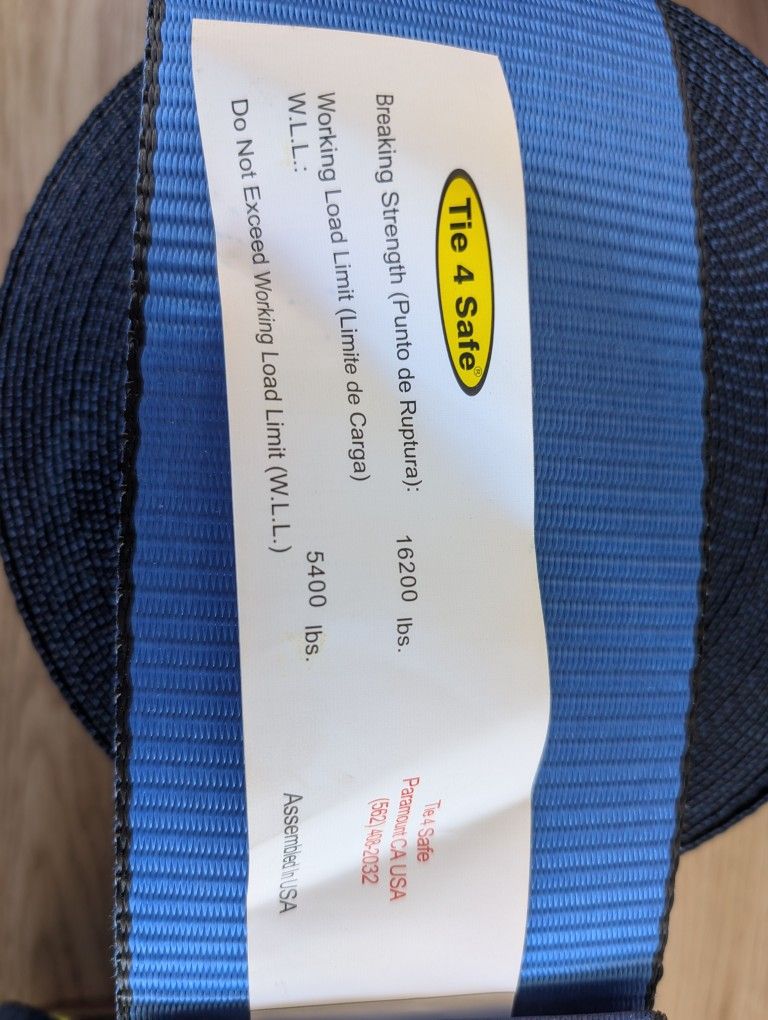 Tie 4 Safe®
Breaking Strength (Punto de Ruptura): 16200 lbs.
Working Load Limit (Limite de Carga)
W.L.L.: 5400 lbs.
Do Not Exceed Working Load Limit (W.L.L.)
Tie 4 Safe
Paramount CA USA
(562) 408-2032
Assembled In USA